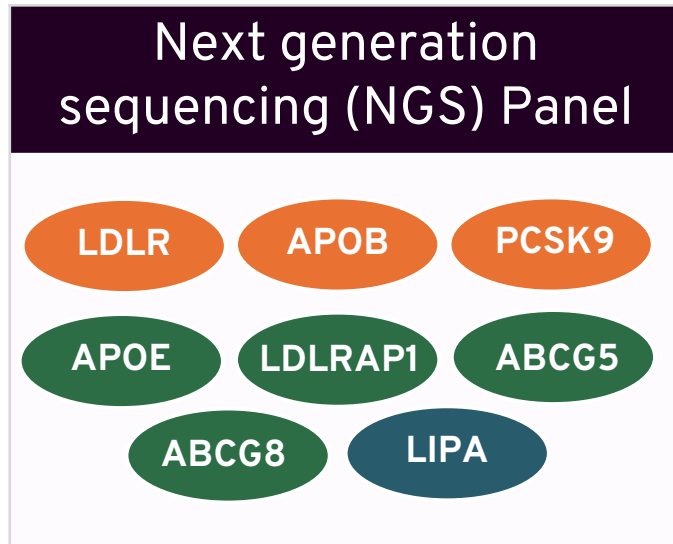 Next generation
sequencing (NGS) Panel
LDLR APOB PCSK9
APOE LDLRAP1 ABCG5
ABCG8 LIPA